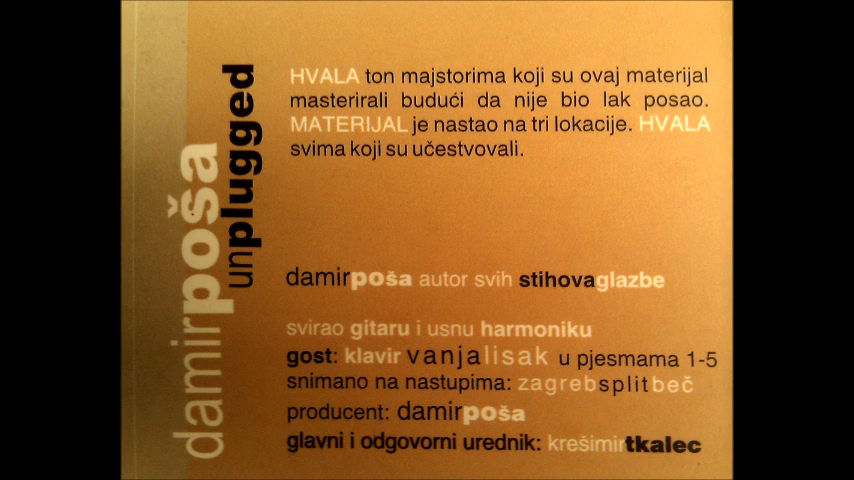 damirpoša
unplugged
HVALA ton majstorima koji su ovaj materijal
masterirali budući da nije bio lak posao.
MATERIJAL je nastao na tri lokacije. HVALA
svima koji su učestvovali.
damirpoša autor svih stihovaglazbe
svirao gitaru i usnu harmoniku
gost: klavir vanjalisak u pjesmama 1-5
snimano na nastupima: zagrebsplitbeč
producent: damirpoša
glavni i odgovorni urednik: krešimirtkalec